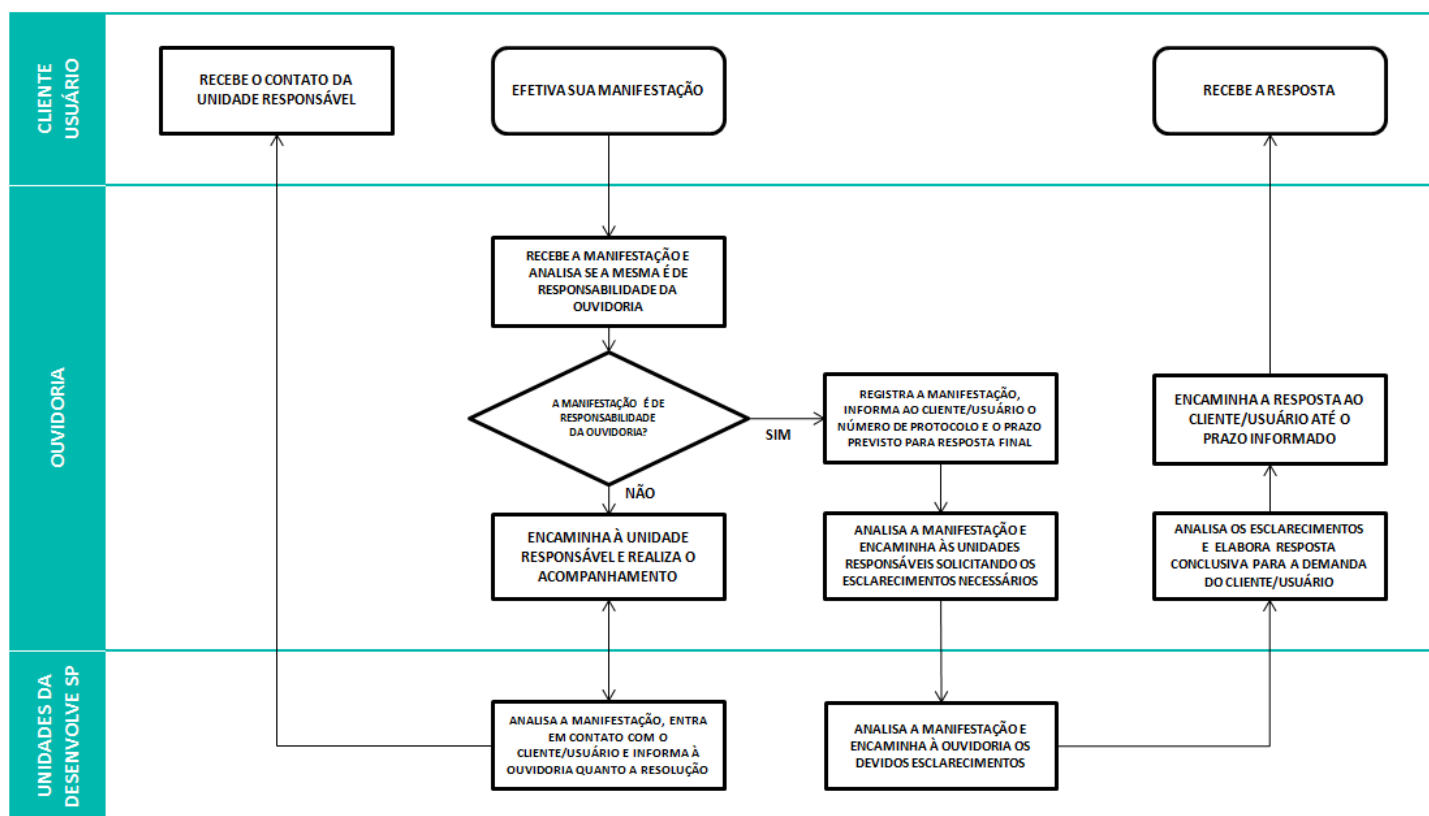 CLIENTE
USUÁRIO
RECEBE O CONTATO DA
UNIDADE RESPONSÁVEL
EFETIVA SUA MANIFESTAÇÃO
RECEBE A RESPOSTA
OUVIDORIA
RECEBE A MANIFESTAÇÃO E
ANALISA SE A MESMA É DE
RESPONSABILIDADE DA
OUVIDORIA
A MANIFESTAÇÃO É DE
RESPONSABILIDADE
DA OUVIDORIA?
SIM
NÃO
REGISTRA A MANIFESTAÇÃO,
INFORMA AO CLIENTE/USUÁRIO O
NÚMERO DE PROTOCOLO E O PRAZO
PREVISTO PARA RESPOSTA FINAL
ENCAMINHA A RESPOSTA AO
CLIENTE/USUÁRIO ATÉ O
PRAZO INFORMADO
ENCAMINHA À UNIDADE
RESPONSÁVEL E REALIZA O
ACOMPANHAMENTO
ANALISA A MANIFESTAÇÃO E
ENCAMINHA ÀS UNIDADES
RESPONSÁVEIS SOLICITANDO OS
ESCLARECIMENTOS NECESSÁRIOS
ANALISA OS ESCLARECIMENTOS
E ELABORA RESPOSTA
CONCLUSIVA PARA A DEMANDA
DO CLIENTE/USUÁRIO
UNIDADES DA
DESENVOLVE SP
ANALISA A MANIFESTAÇÃO, ENTRA
EM CONTATO COM O
CLIENTE/USUÁRIO E INFORMA À
OUVIDORIA QUANTO A RESOLUÇÃO
ANALISA A MANIFESTAÇÃO E
ENCAMINHA À OUVIDORIA OS
DEVIDOS ESCLARECIMENTOS